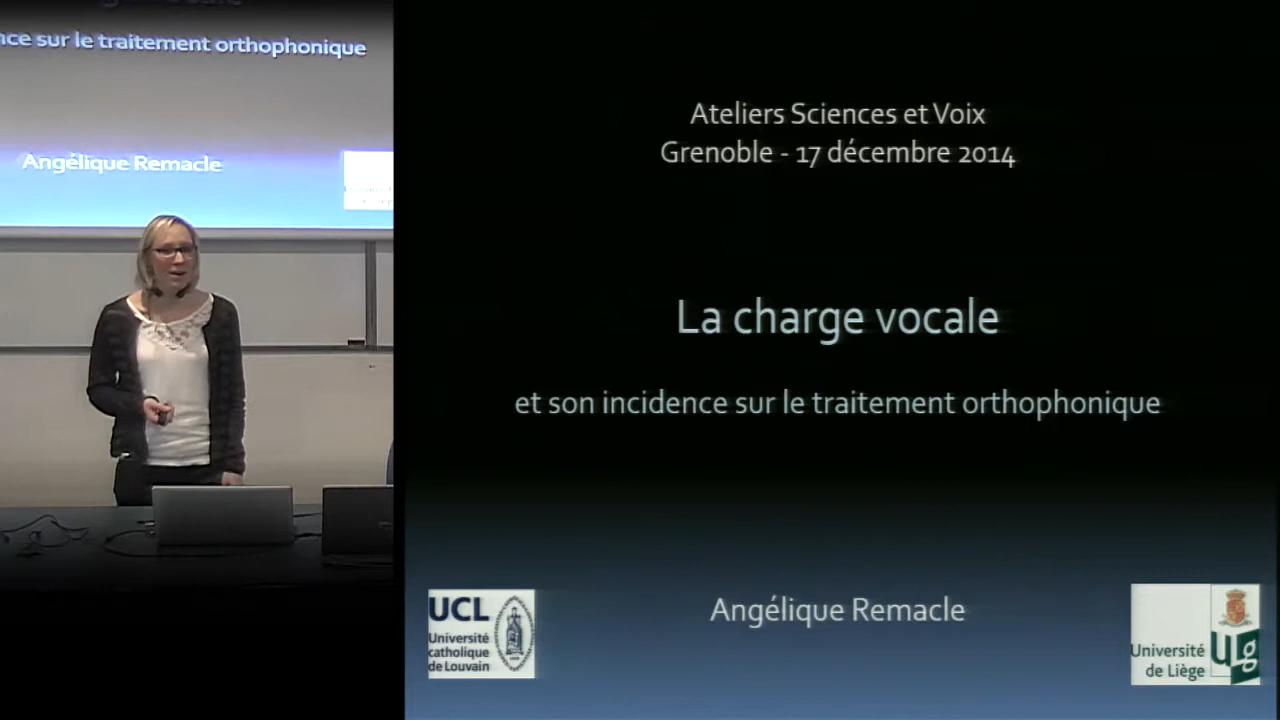 nce sur le traitement orthophonique
Angélique Remacle
Ateliers Sciences et Voix
Grenoble - 17 décembre 2014
La charge vocale
et son incidence sur le traitement orthophonique
Angélique Remacle
UCL
Université
catholique
de Louvain
Université
de Liège
ULg